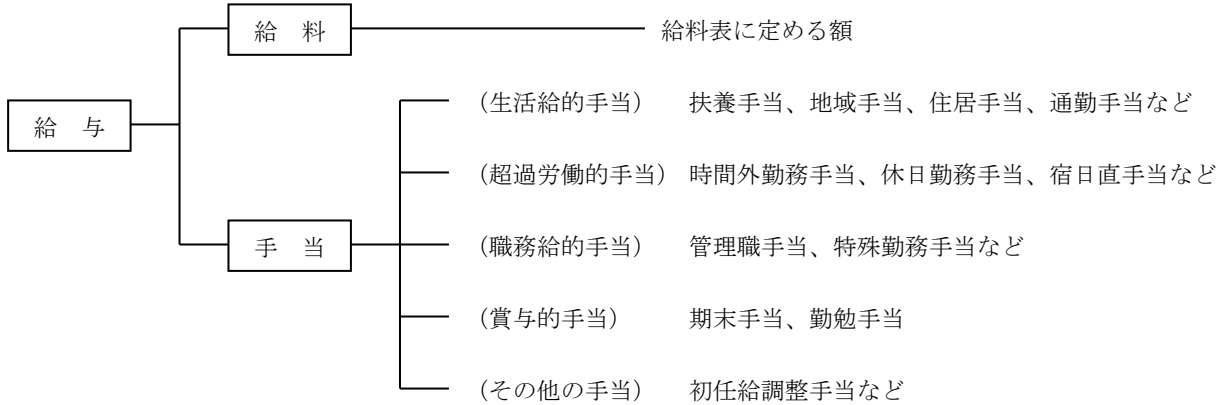 給 料
給料表に定める額
給 与
(生活給的手当) 扶養手当、地域手当、住居手当、通勤手当など
(超過労働的手当) 時間外勤務手当、休日勤務手当、宿日直手当など
手 当
(職務給的手当) 管理職手当、特殊勤務手当など
(賞与的手当) 期末手当、勤勉手当
(その他の手当) 初任給調整手当など